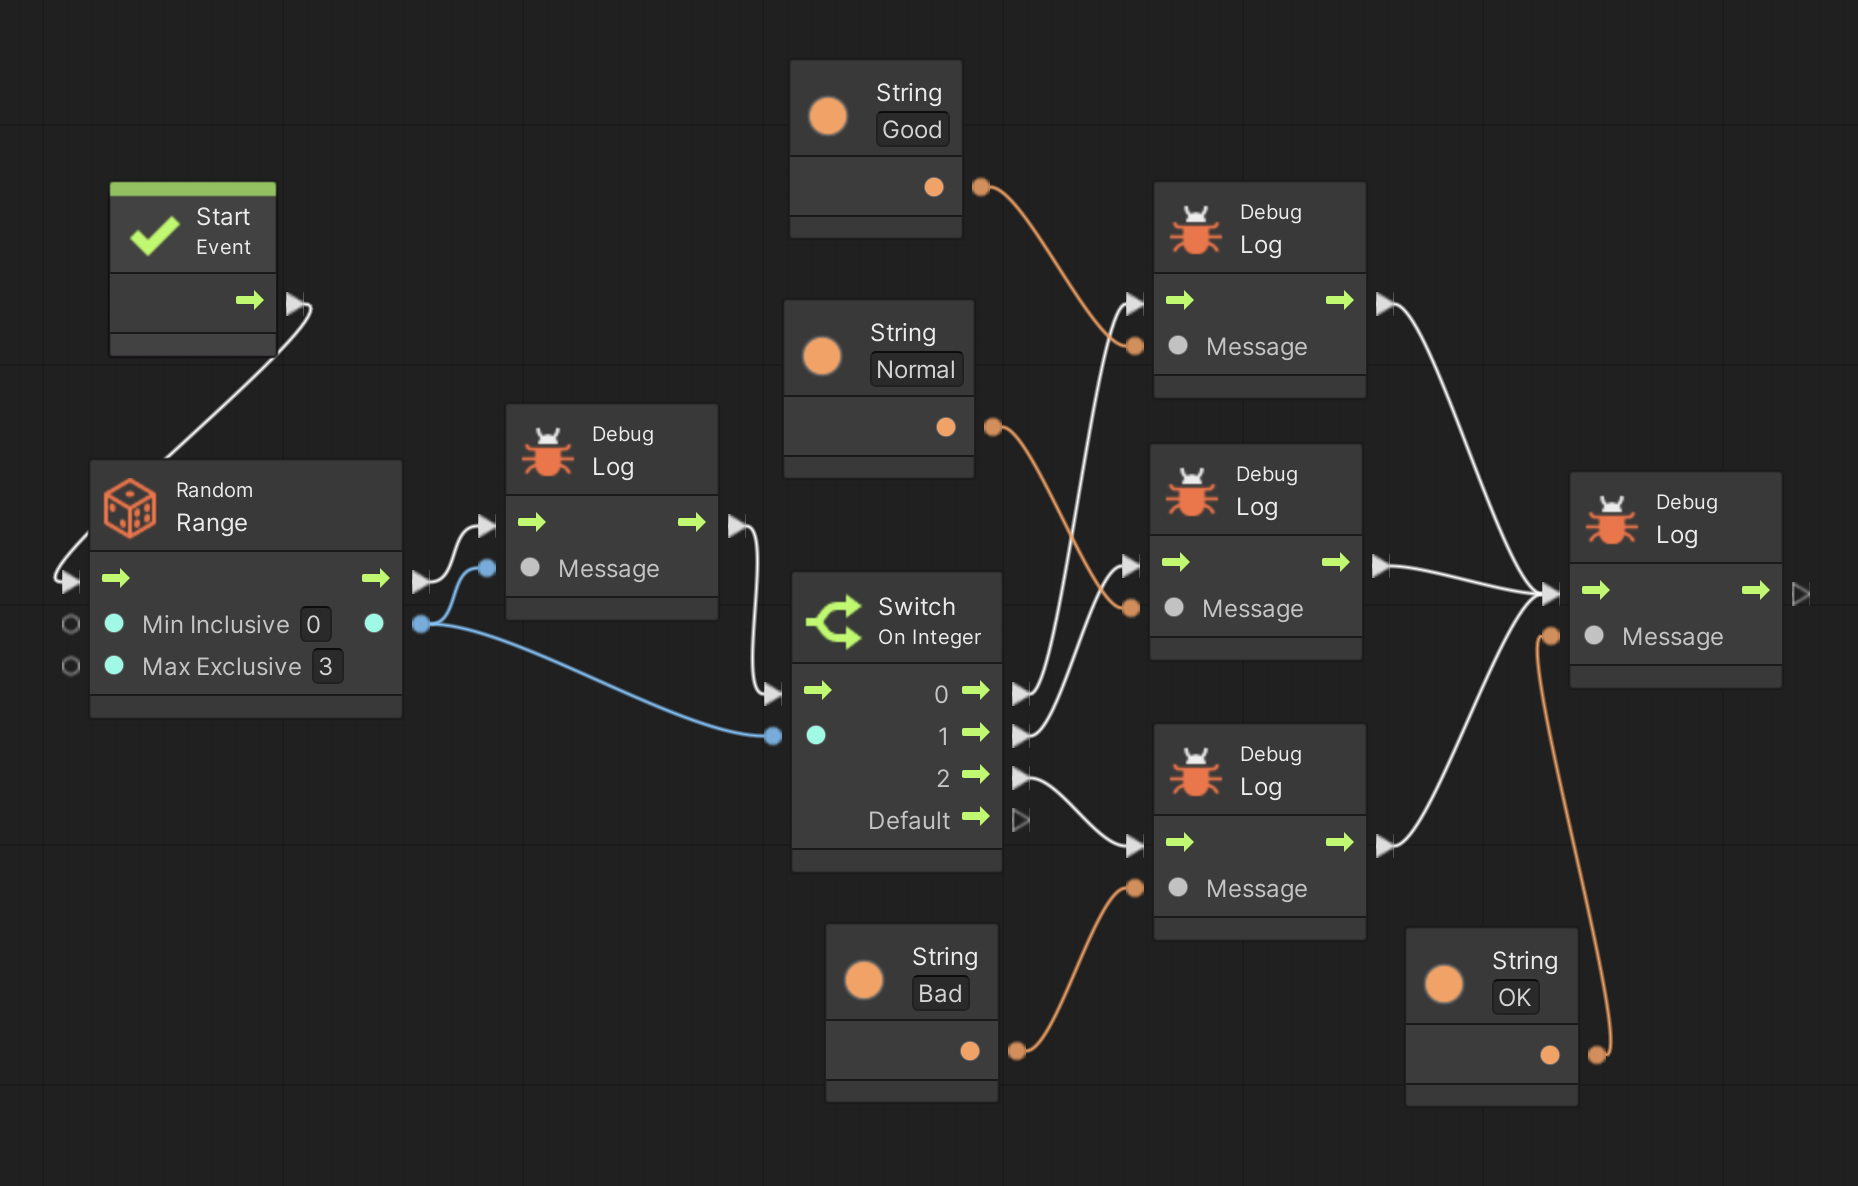 Start
Event
Random
Range
Min Inclusive 0
Max Exclusive 3
Debug
Log
Message
String
Good
String
Normal
Switch
On Integer
0
1
2
Default
String
Bad
Debug
Log
Message
Debug
Log
Message
Debug
Log
Message
String
OK
Debug
Log
Message